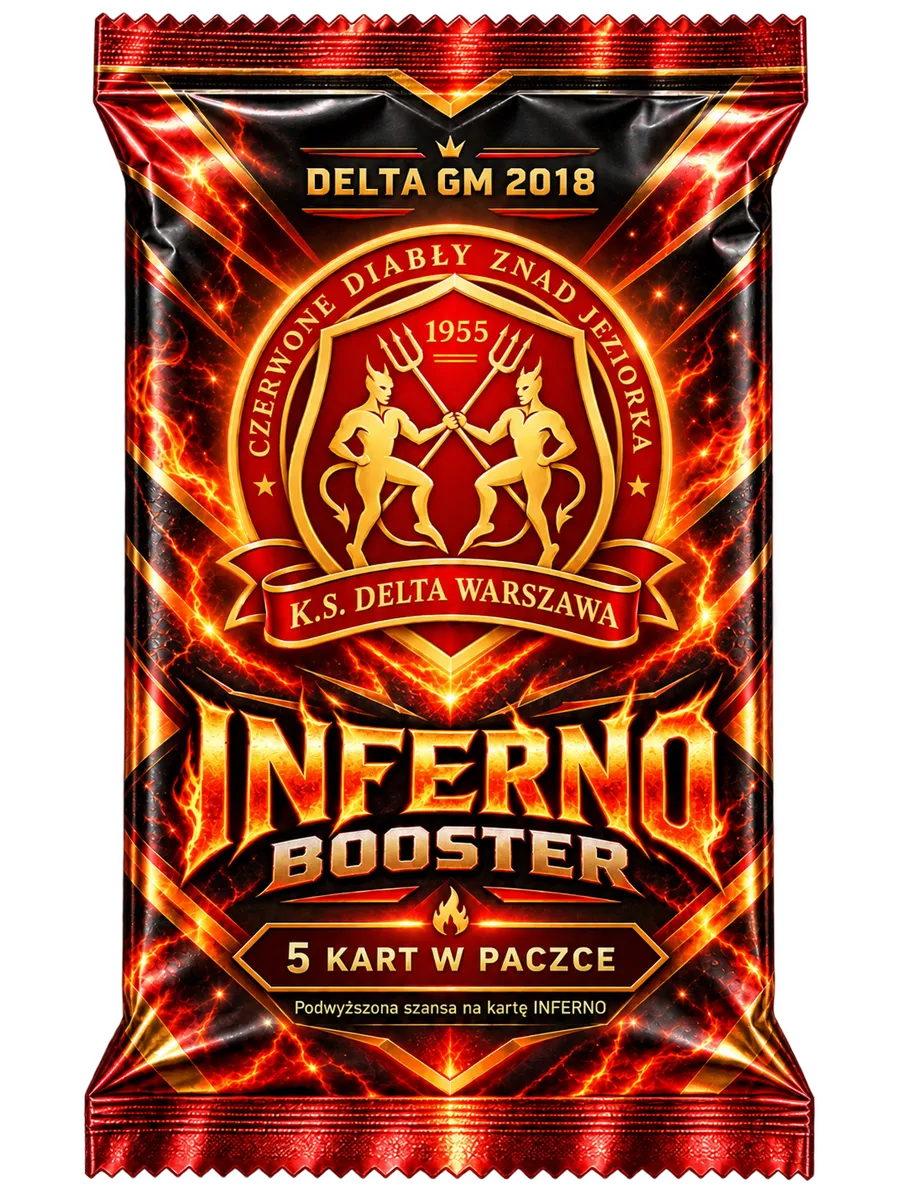 DELTA GM 2018
CZERWONE DIABŁY ZNAD JEZIORKA
1955
K.S. DELTA WARSZAWA
INFERNO
BOOSTER
5 KART W PACZCE
Podwyższona szansa na kartę INFERNO